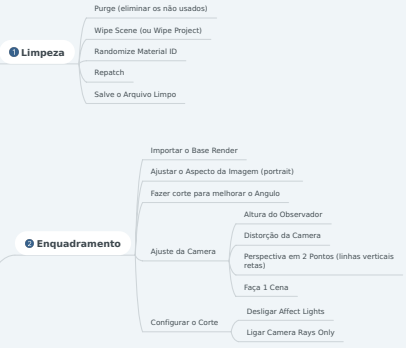 Purge (eliminar os não usados)
Wipe Scene (ou Wipe Project)
1 Limpeza
Randomize Material ID
Repatch
Salve o Arquivo Limpo
Importar o Base Render
Ajustar o Aspecto da Imagem (portrait)
Fazer corte para melhorar o Angulo
2 Enquadramento
Ajuste da Camera
Altura do Observador
Distorção da Camera
Perspectiva em 2 Pontos (linhas verticais
retas)
Faça 1 Cena
Configurar o Corte
Desligar Affect Lights
Ligar Camera Rays Only